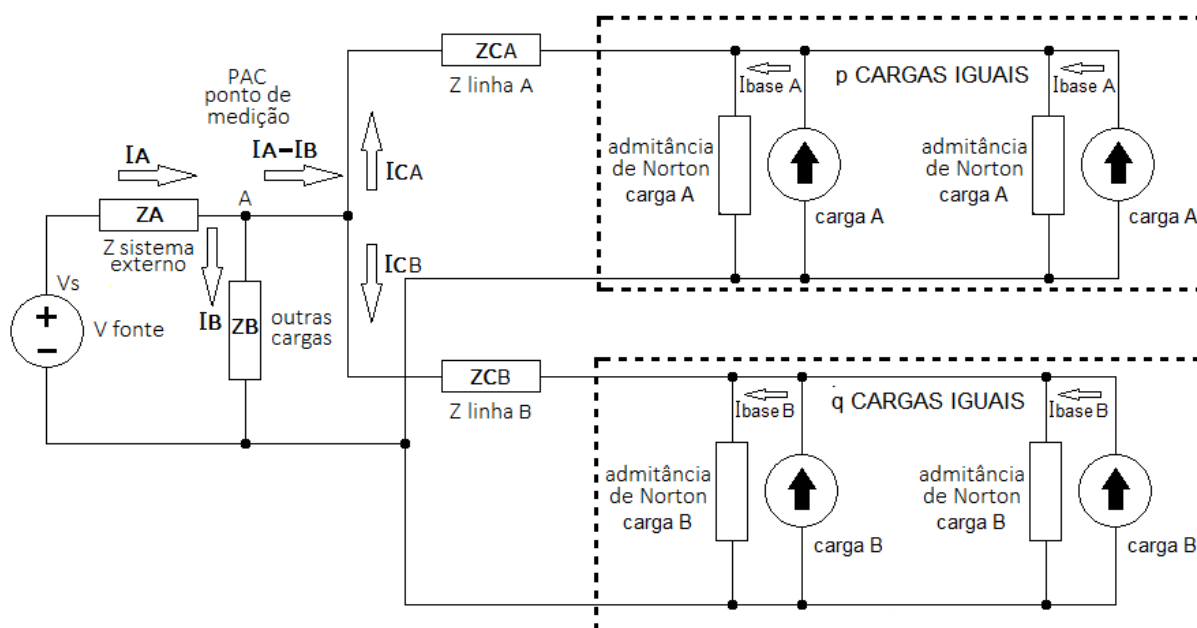 ZCA
Z linha A
p CARGAS IGUAIS
Ibase A
Ibase A
admitância
de Norton
carga A
carga A
admitância
de Norton
carga A
carga A
PAC
ponto de
medição
IA
IA-IB
ICA
ZA
A
Z sistema
externo
ICB
Vs
V fonte
IB
ZB
outras
cargas
ZCB
Z linha B
q CARGAS IGUAIS
Ibase B
Ibase B
admitância
de Norton
carga B
carga B
admitância
de Norton
carga B
carga B